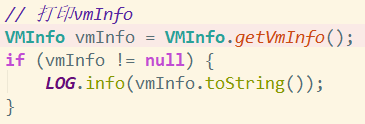 // 打印vmInfo
VMInfo vmInfo = VMInfo.getVmInfo();
if (vmInfo != null) {
    LOG.info(vmInfo.toString());
}